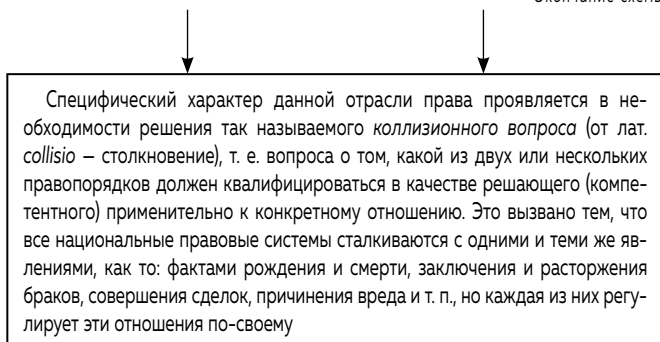 Окончание схемы
Специфический характер данной отрасли права проявляется в не-
обходимости решения так называемого коллизионного вопроса (от лат.
collisio – столкновение), т. е. вопроса о том, какой из двух или нескольких
правопорядков должен квалифицироваться в качестве решающего (компе-
тентного) применительно к конкретному отношению. Это вызвано тем, что
все национальные правовые системы сталкиваются с одними и теми же яв-
лениями, как то: фактами рождения и смерти, заключения и расторжения
браков, совершения сделок, причинения вреда и т. п., но каждая из них регу-
лирует эти отношения по-своему